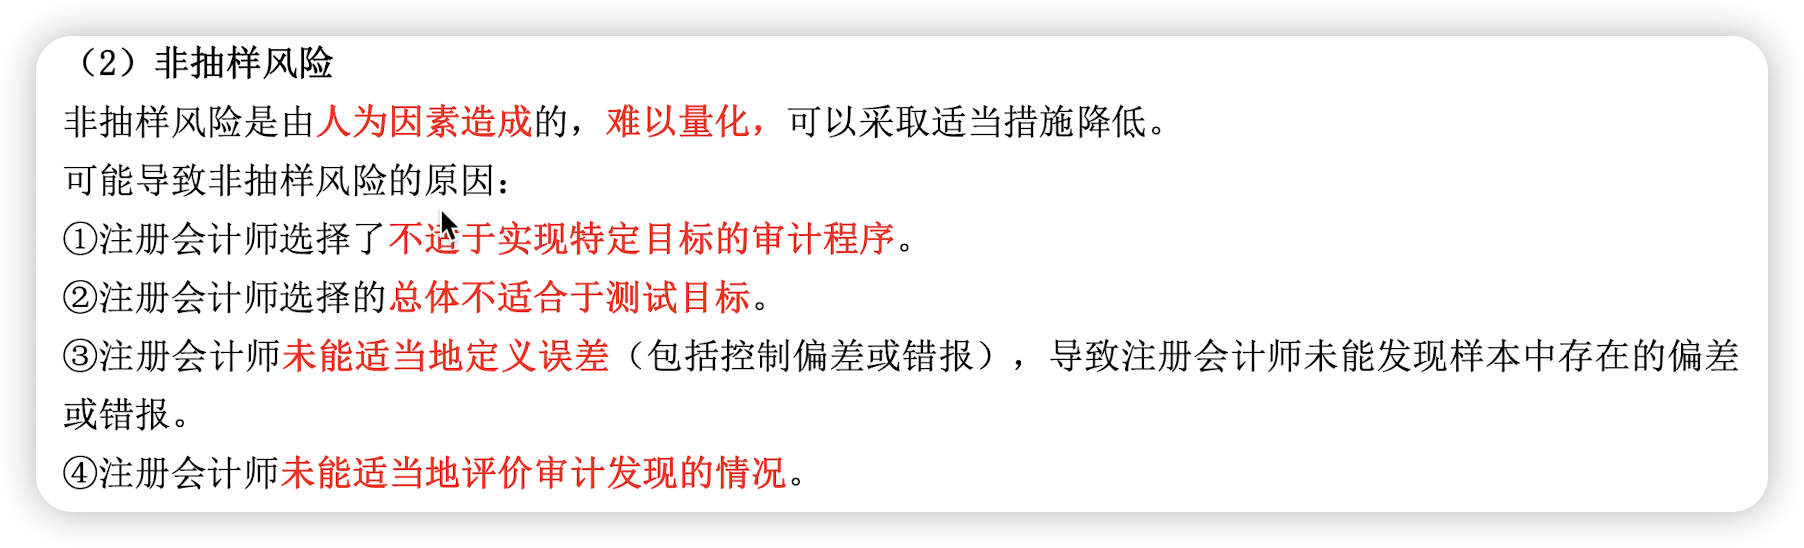 （2）非抽样风险
非抽样风险是由人为因素造成的，难以量化，可以采取适当措施降低。
可能导致非抽样风险的原因：
①注册会计师选择了不适于实现特定目标的审计程序。
②注册会计师选择的总体不适合于测试目标。
③注册会计师未能适当地定义误差（包括控制偏差或错报），导致注册会计师未能发现样本中存在的偏差
或错报。
④注册会计师未能适当地评价审计发现的情况。